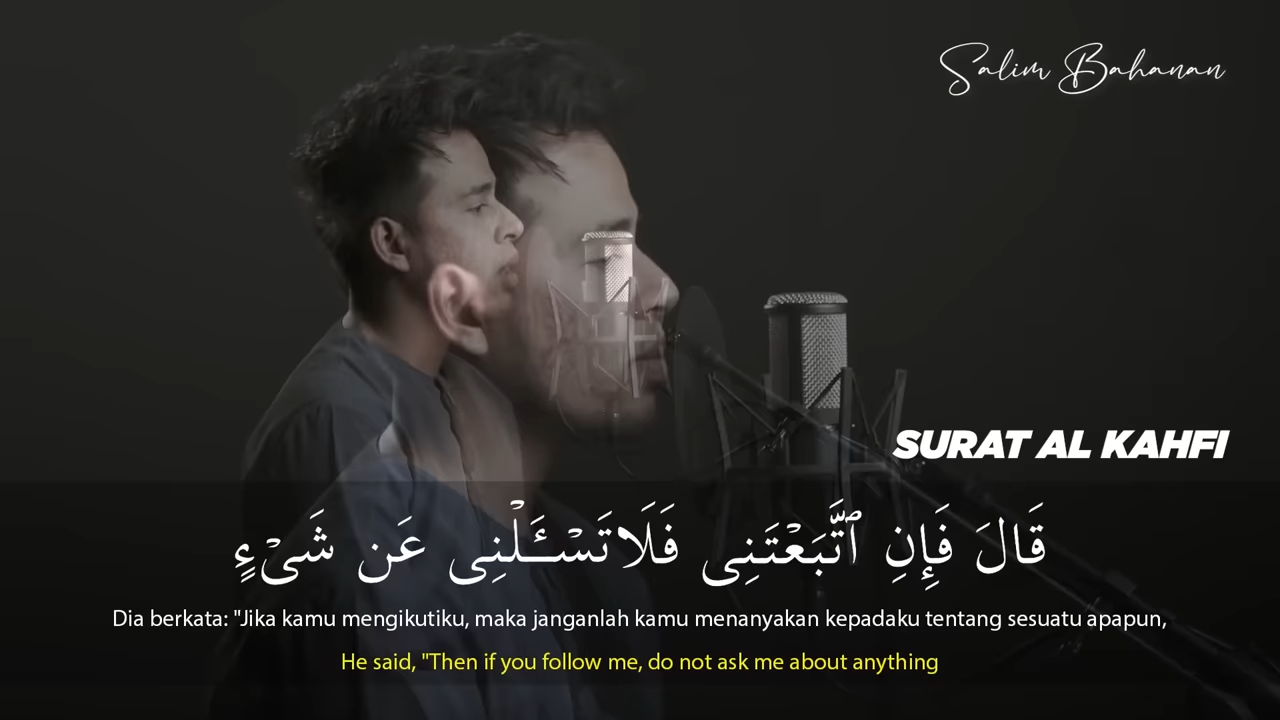 Salim Bahanan
SURAT AL KAHFI
قَالَ فَإِنِ ٱتَّبَعْتَنِى فَلَا تَسْـَٔلْنِى عَن شَىْءٍ
Dia berkata: "Jika kamu mengikutiku, maka janganlah kamu menanyakan kepadaku tentang sesuatu apapun,
He said, "Then if you follow me, do not ask me about anything